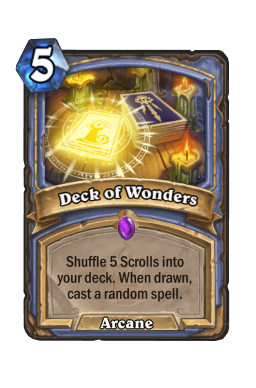 5
Deck of Wonders
Shuffle 5 Scrolls into
your deck. When drawn,
cast a random spell.
Arcane